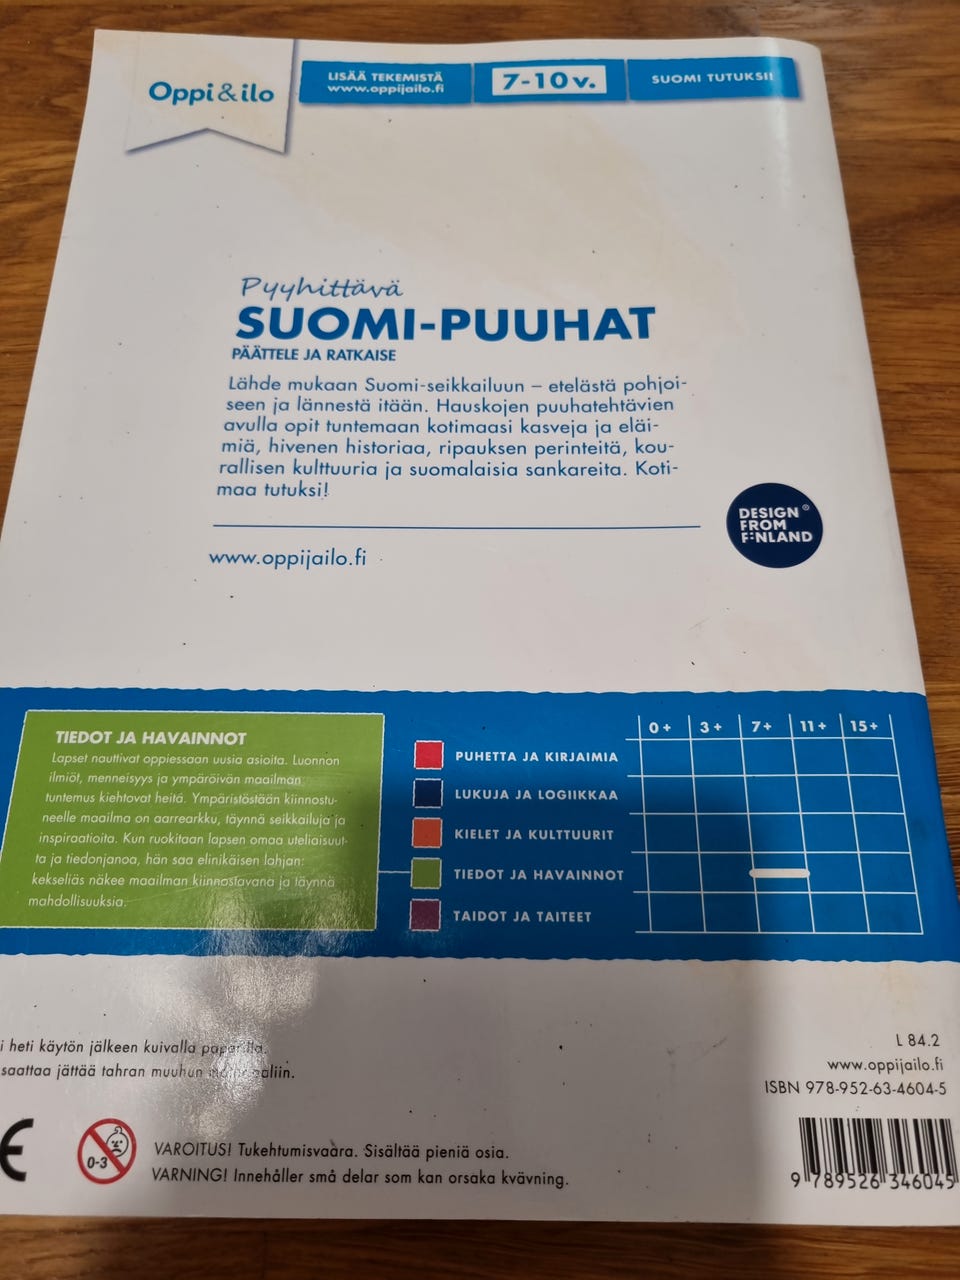 Oppi&ilo
LISÄÄ TEKEMISTÄ
www.oppijailo.fi
7-10 v.
SUOMI TUTUKSI!
Pyyhittävä
SUOMI-PUUHAT
PÄÄTTELE JA RATKAISE
Lähde mukaan Suomi-seikkailuun – etelästä pohjoi-
seen ja lännestä itään. Hauskojen puuhatehtävien
avulla opit tuntemaan kotimaasi kasveja ja eläi-
miä, hivenen historiaa, ripauksen perinteitä, kou-
rallisen kulttuuria ja suomalaisia sankareita. Koti-
maa tutuksi!
DESIGN ®
FROM
FINLAND
www.oppijailo.fi
TIEDOT JA HAVAINNOT
Lapset nauttivat oppiessaan uusia asioita. Luonnon
ilmiöt, menneisyys ja ympäröivän maailman
tuntemus kiehtovat heitä. Ympäristöstään kiinnostu-
neelle maailma on aarrearkku, täynnä seikkailuja ja
inspiraatioita. Kun ruokitaan lapsen omaa uteliaisuut-
ta ja tiedonjanoa, hän saa elinikäisen lahjan:
kekseliäs näkee maailman kiinnostavana ja täynnä
mahdollisuuksia.
0+ 3+ 7+ 11+ 15+
PUHETTA JA KIRJAIMIA
LUKUJA JA LOGIIKKAA
KIELET JA KULTTUURIT
TIEDOT JA HAVAINNOT
TAIDOT JA TAITEET
i heti käytön jälkeen kuivalla
saattaa jättää tahran muuhun
L 84.2
www.oppijailo.fi
ISBN 978-952-63-4604-5
0-3
VAROITUS! Tukehtumisvaara. Sisältää pieniä osia.
VARNING! Innehåller små delar som kan orsaka kvävning.
9 789526 346045